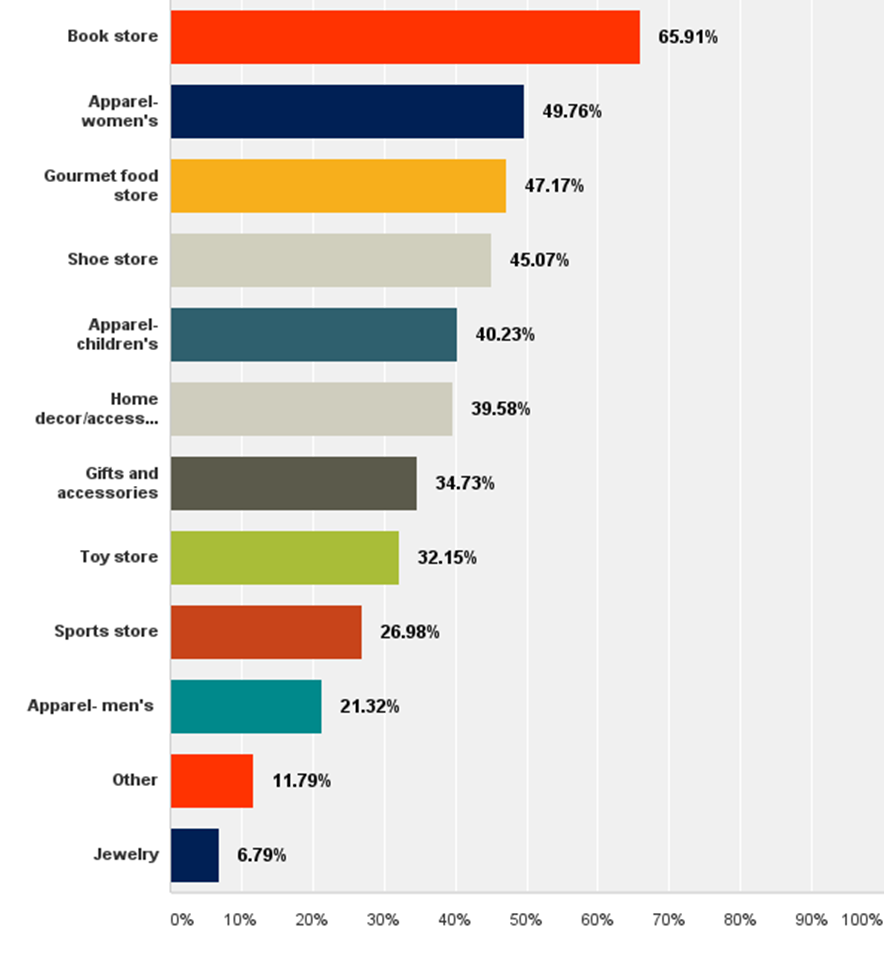 Book store
65.91%
Apparel-
women's
49.76%
Gourmet food
store
47.17%
Shoe store
45.07%
Apparel-
children's
40.23%
Home
decor/access...
39.58%
Gifts and
accessories
34.73%
Toy store
32.15%
Sports store
26.98%
Apparel- men's
21.32%
Other
11.79%
Jewelry
6.79%
0% 10% 20% 30% 40% 50% 60% 70% 80% 90% 100%